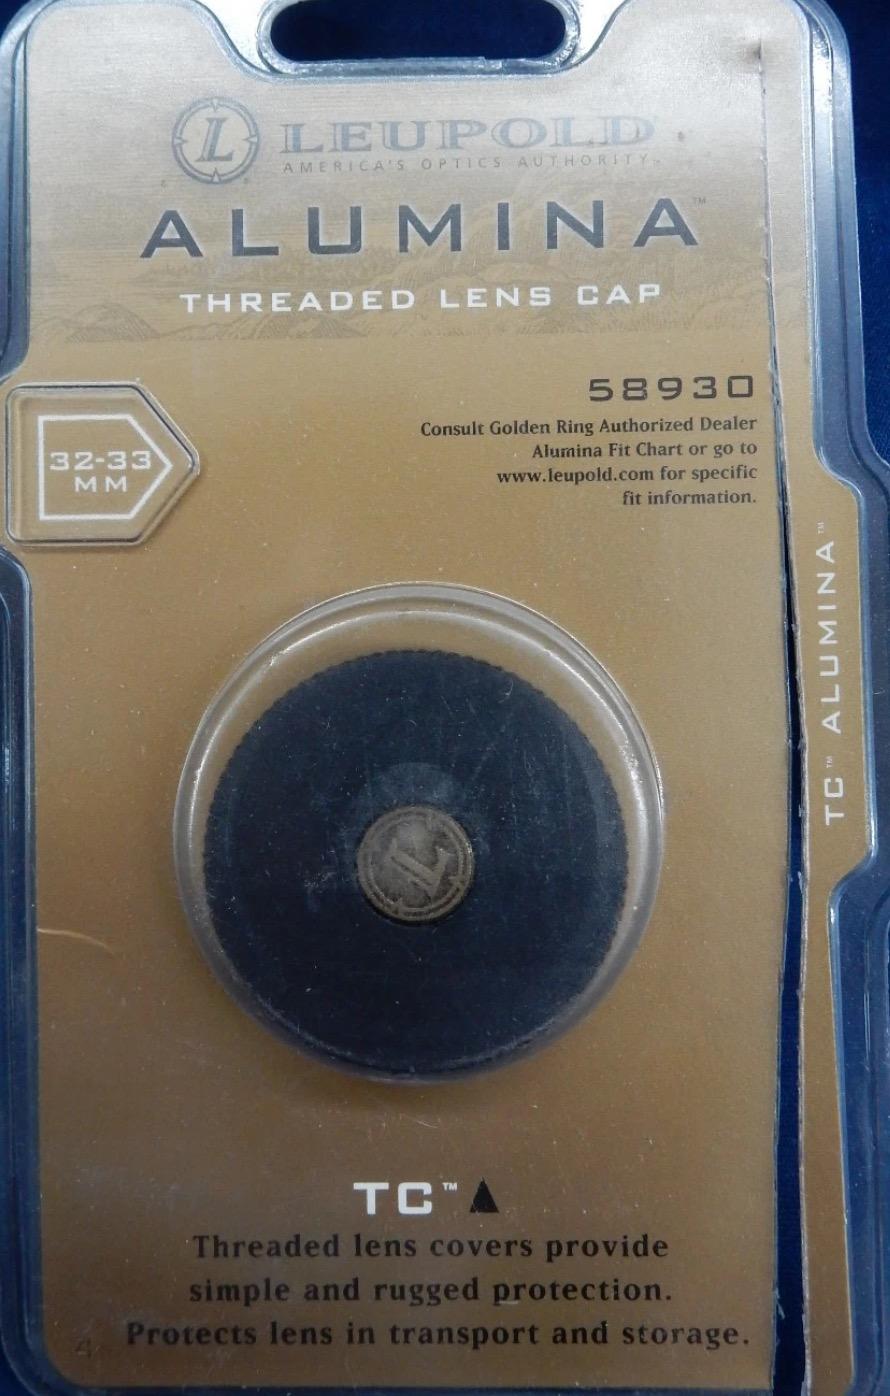 L LEUPOLD
AMERICA'S OPTICS AUTHORITY™
ALUMINA™
THREADED LENS CAP
58930
Consult Golden Ring Authorized Dealer
Alumina Fit Chart or go to
www.leupold.com for specific
fit information.
32-33
MM
TC™ ALUMINA™
L
TC™
Threaded lens covers provide
simple and rugged protection.
Protects lens in transport and storage.
4